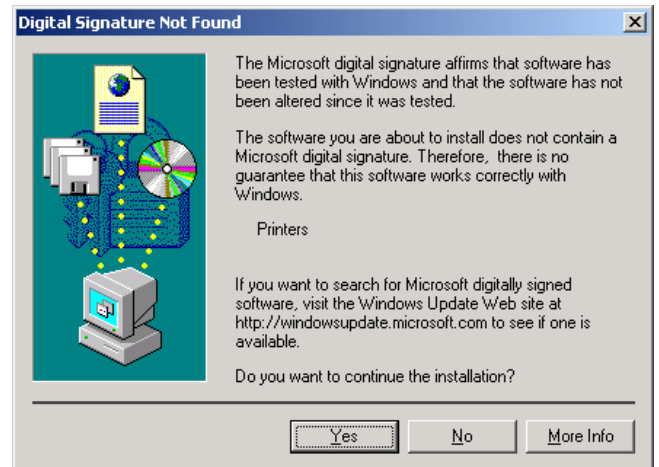 Digital Signature Not Found
The Microsoft digital signature affirms that software has
been tested with Windows and that the software has not
been altered since it was tested.
The software you are about to install does not contain a
Microsoft digital signature. Therefore, there is no
guarantee that this software works correctly with
Windows.
Printers
If you want to search for Microsoft digitally signed
software, visit the Windows Update Web site at
http://windowsupdate.microsoft.com to see if one is
available.
Do you want to continue the installation?
Yes
No
More Info